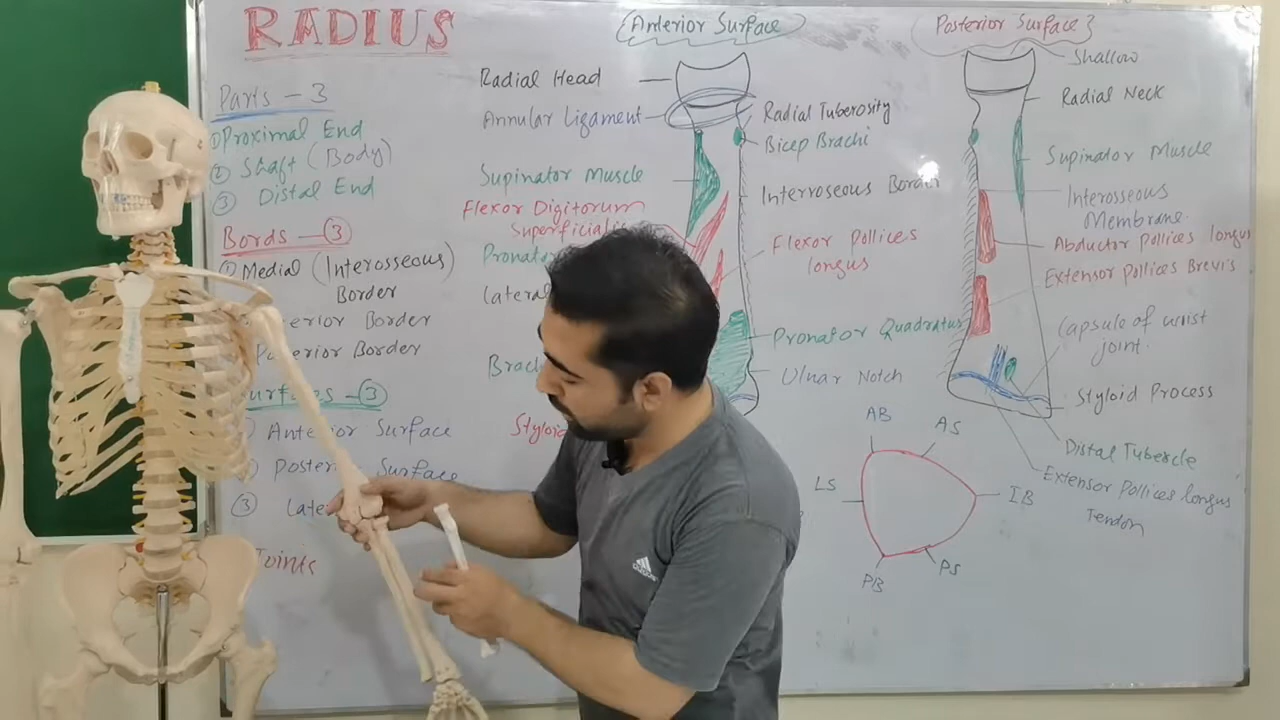 RADIUS
Parts - 3
① Proximal End
② Shaft (Body)
③ Distal End
Bords - ③
① Medial (Interosseous)
Border
erior Border
Posterior Border
urfaces - ③
Anterior Surface
Poster Surface
③ Late
Joints
(Anterior Surface)
Radial Head
Annular Ligament
Supinator Muscle
Flexor Digitorum
Superficialis
Pronato
Lateral
Brach
Styloid
Radial Tuberosity
Bicep Brachi
Interroseous Border
Flexor Pollices
longus
Pronator Quadratus
Ulnar Notch
(Posterior Surface)
Shallow
Radial Neck
Supinator Muscle
Interosseous
Membrane
Abductor Pollices longus
Extensor Pollices Brevis
Capsule of wrist
joint.
Styloid Process
Distal Tubercle
Extensor Pollices longus
Tendon
AB
AS
LS
IB
PB
PS
adidas